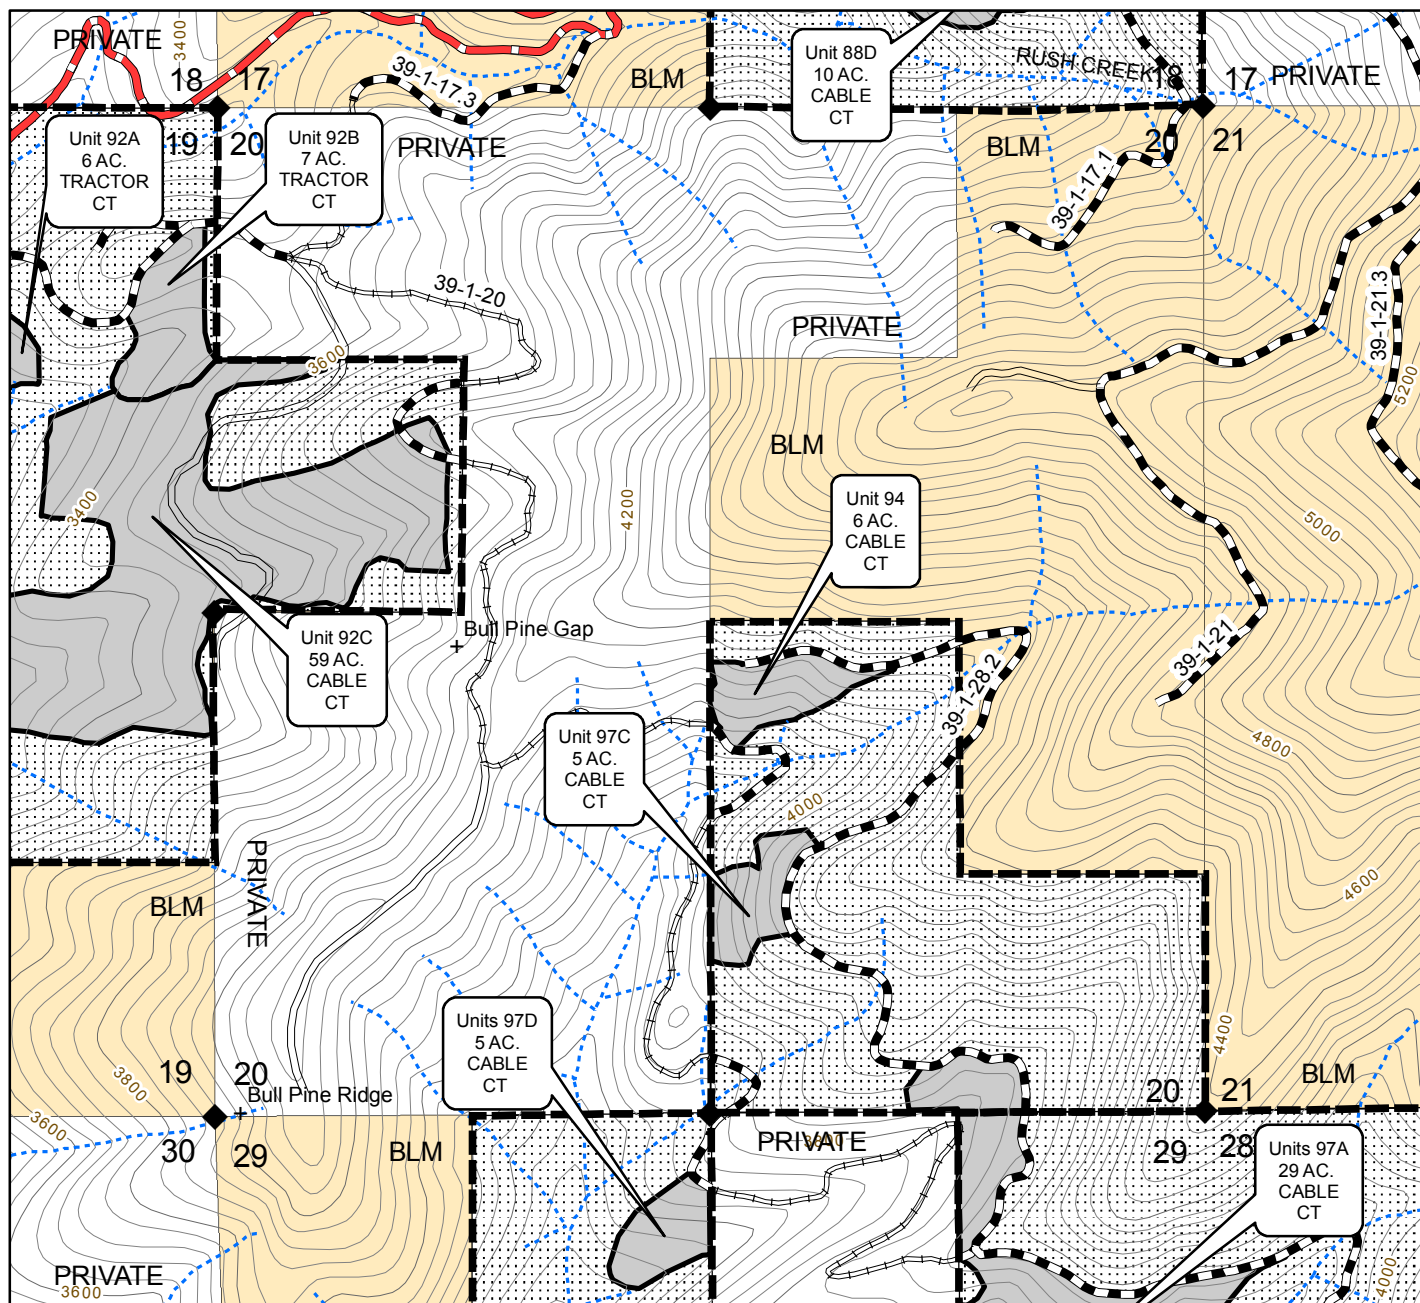 PRIVATE
3400
18
17
39-1-17.3
BLM
Unit 88D
10 AC.
CABLE
CT
RUSH CREEK
18
17
PRIVATE
Unit 92A
6 AC.
TRACTOR
CT
19
20
Unit 92B
7 AC.
TRACTOR
CT
PRIVATE
BLM
20
21
39-1-17.1
39-1-20
PRIVATE
39-1-21.3
3600
5200
BLM
3400
4200
Unit 94
6 AC.
CABLE
CT
5000
Bull Pine Gap
Unit 92C
59 AC.
CABLE
CT
39-1-28.2
39-1-21
Unit 97C
5 AC.
CABLE
CT
4800
4000
PRIVATE
BLM
4600
Units 97D
5 AC.
CABLE
CT
4400
19
20
3800
Bull Pine Ridge
20
21
BLM
3600
30
29
BLM
PRIVATE
3800
29
28
Units 97A
29 AC.
CABLE
CT
PRIVATE
3600
4000